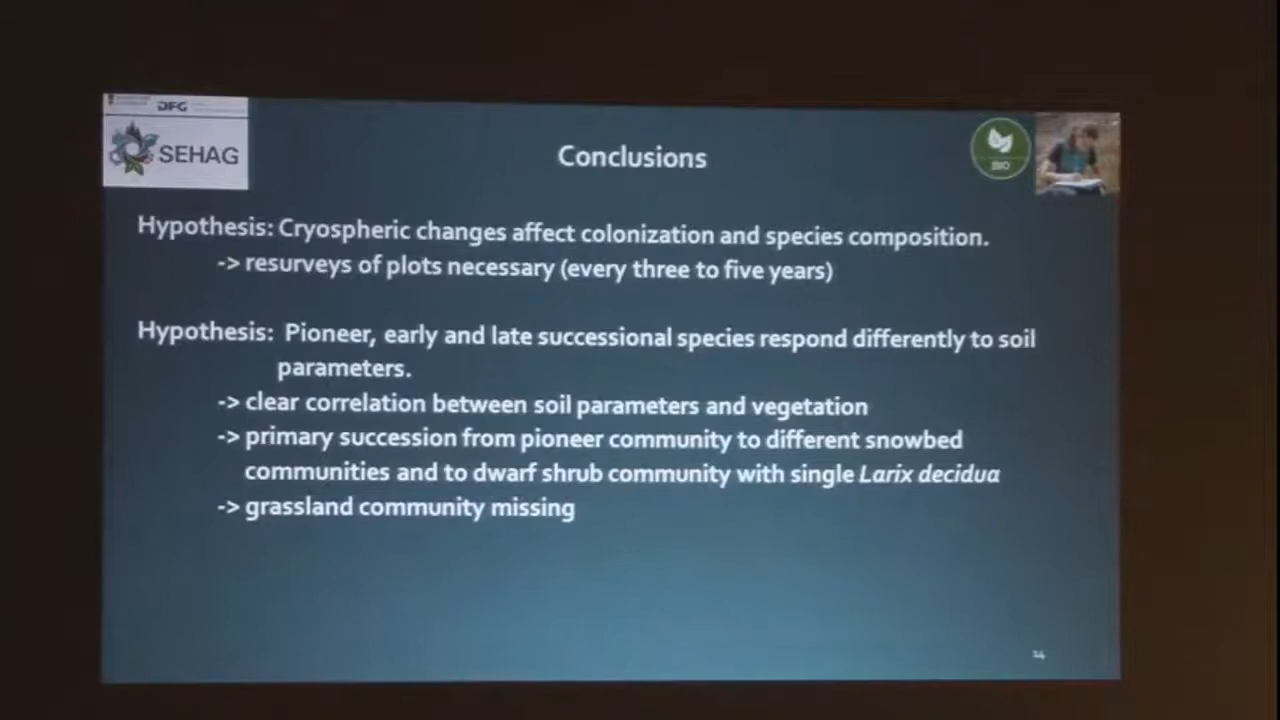 DFG
SEHAG
Conclusions
BIO
Hypothesis: Cryospheric changes affect colonization and species composition.
-> resurveys of plots necessary (every three to five years)
Hypothesis: Pioneer, early and late successional species respond differently to soil
parameters.
-> clear correlation between soil parameters and vegetation
-> primary succession from pioneer community to different snowbed
communities and to dwarf shrub community with single Larix decidua
-> grassland community missing
14